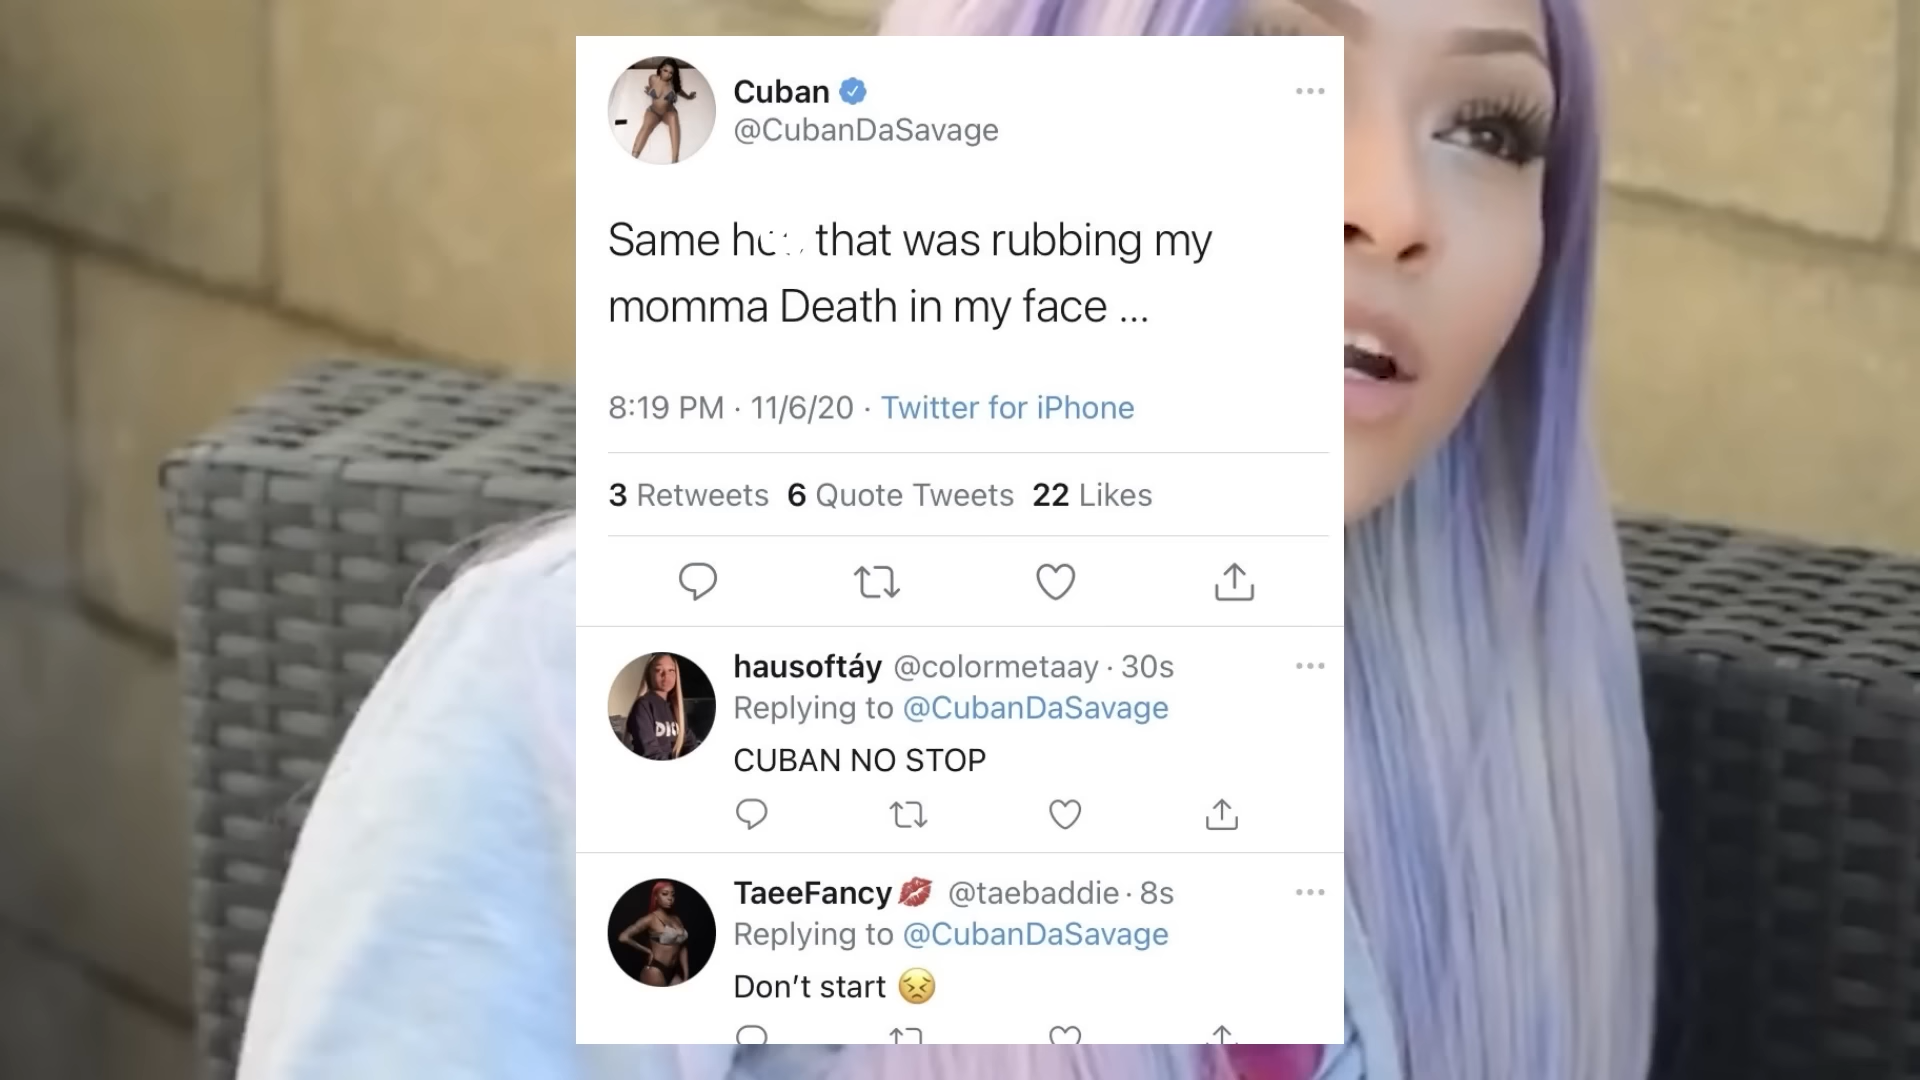 Cuban
@CubanDaSavage
Same that was rubbing my
momma Death in my face ...
8:19 PM · 11/6/20 · Twitter for iPhone
3 Retweets 6 Quote Tweets 22 Likes
hausoftáy @colormetaay · 30s
Replying to @CubanDaSavage
CUBAN NO STOP
TaeeFancy💋 @taebaddie · 8s
Replying to @CubanDaSavage
Don’t start 😣